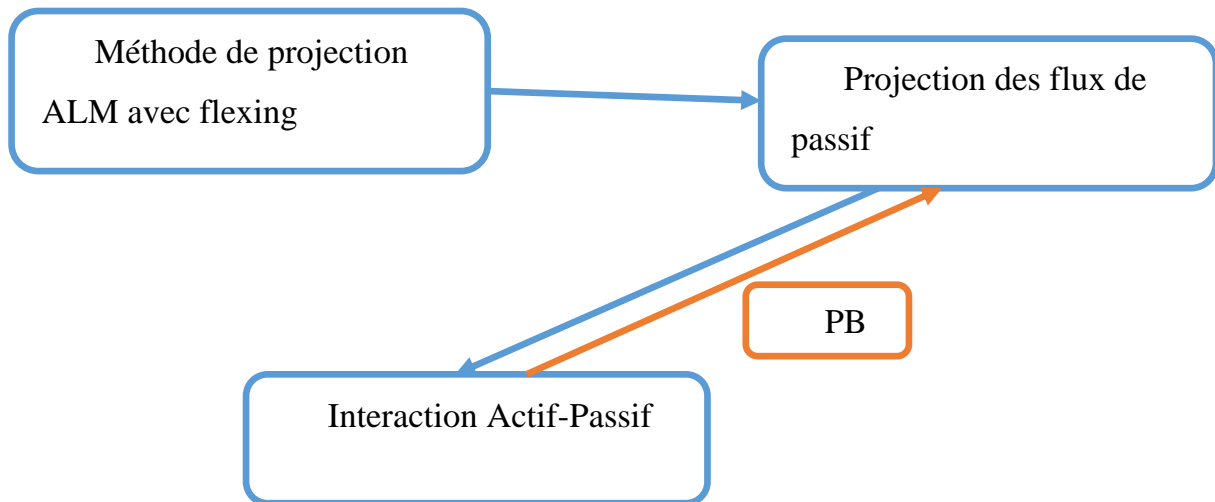 Méthode de projection
ALM avec flexing
Projection des flux de
passif
PB
Interaction Actif-Passif